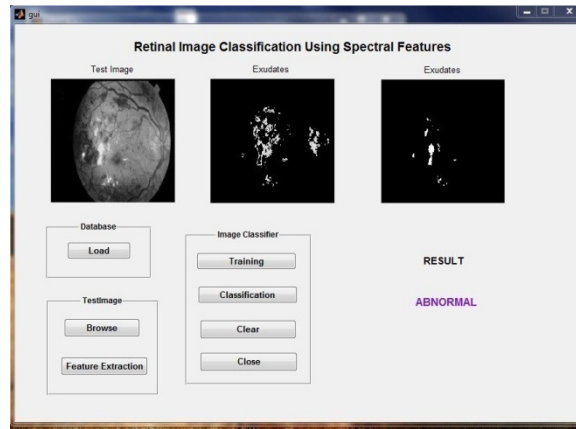 gui
Retinal Image Classification Using Spectral Features
Test Image
Exudates
Exudates
Database
Load
TestImage
Browse
Feature Extraction
Image Classifier
Training
Classification
Clear
Close
RESULT
ABNORMAL